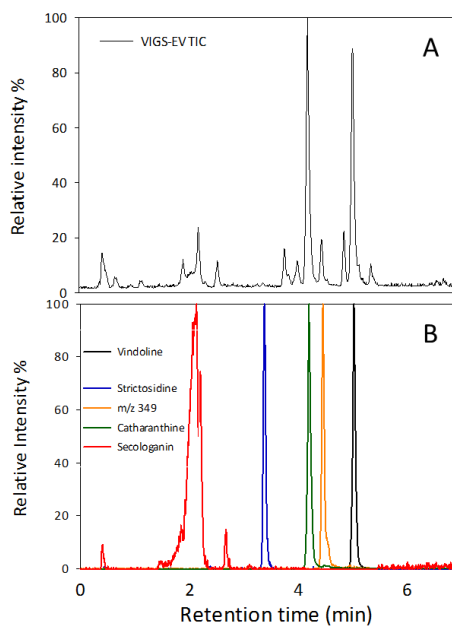 100
80
60
40
20
0
Relative intensity %
VIGS-EV TIC
A
100
80
60
40
20
0
Relative Intensity %
B
Vindoline
Strictosidine
m/z 349
Catharanthine
Secologanin
0 2 4 6
Retention time (min)